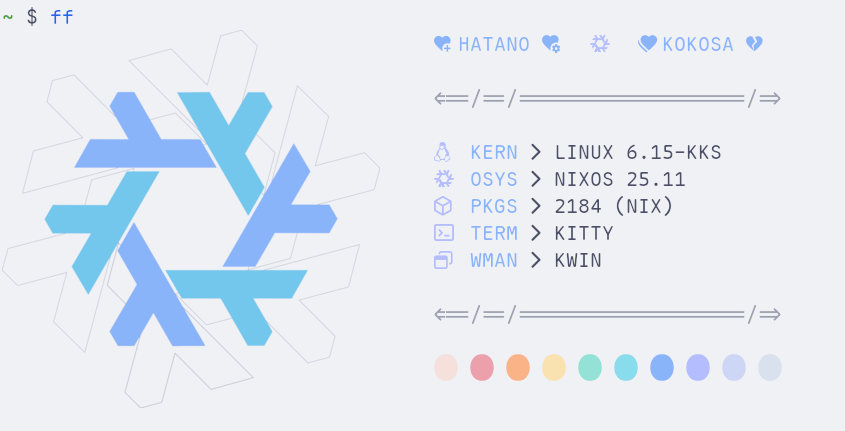 ~ $ ff
HATANO KOKOSA
<==/==/===================/=>
KERN > LINUX 6.15-KKS
OSYS > NIXOS 25.11
PKGS > 2184 (NIX)
TERM > KITTY
WMAN > KWIN
<==/==/===================/=>